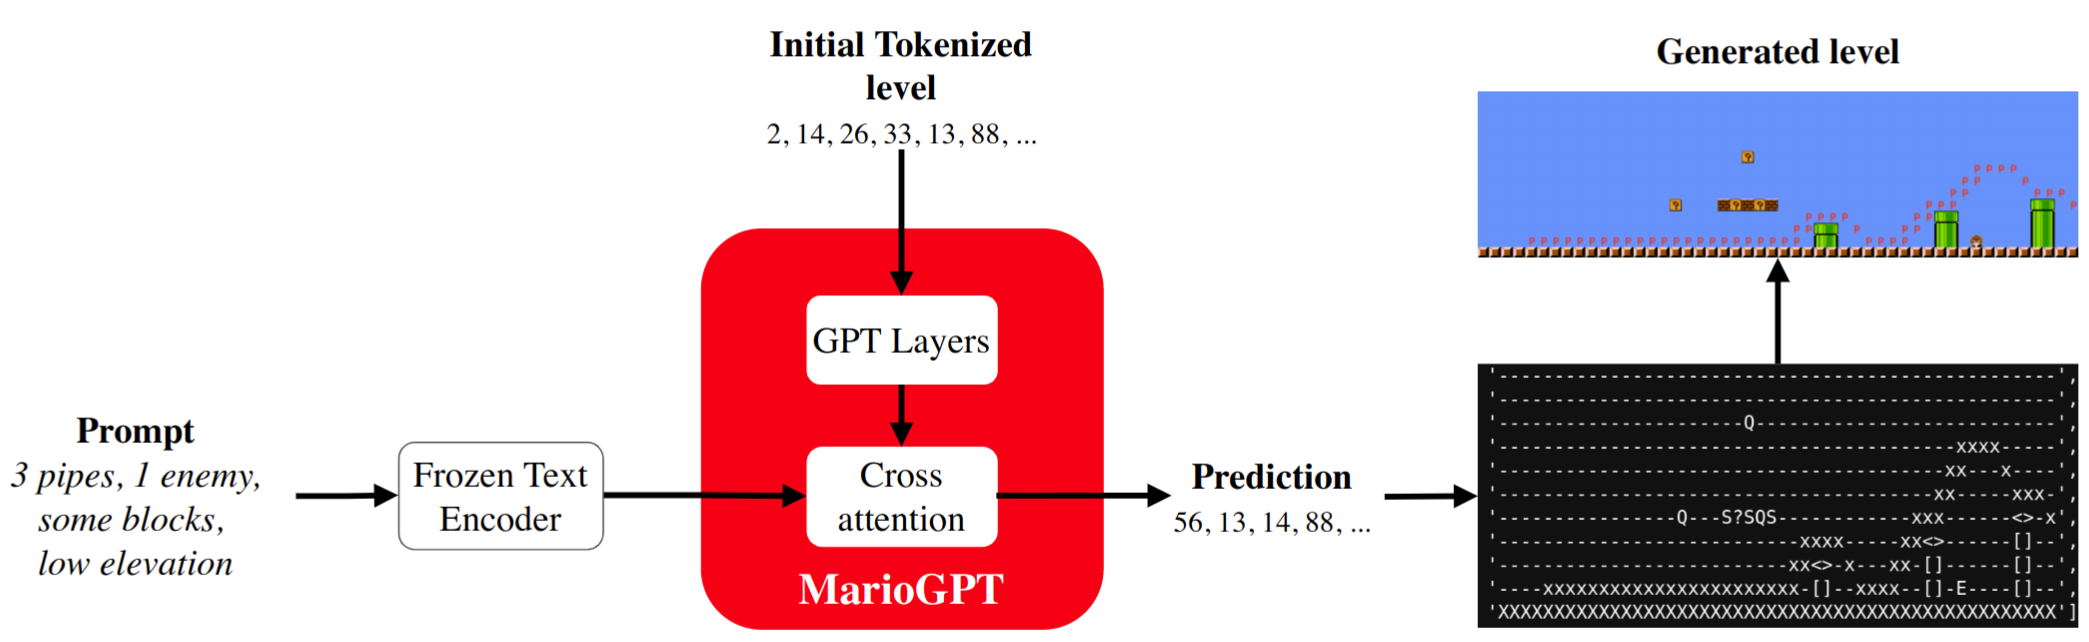 Initial Tokenized
level
2, 14, 26, 33, 13, 88, ...
GPT Layers
Prompt
3 pipes, 1 enemy,
some blocks,
low elevation
Frozen Text
Encoder
Cross
attention
MarioGPT
Prediction
56, 13, 14, 88, ...
Generated level
'--------------------------------------------------',
'--------------------------------------------------',
'----------------------Q---------------------------',
'-----------------------------------------xxxx-----',
'----------------------------------------xx---x----',
'---------------------------------------xx-----xxx-',
'----------------Q---S?SQS------------xxx------<>-x',
'---------------------------xxxx-----xx<>------[]--',
'--------------------------xx<>-x---xx-[]------[]--',
'----xxxxxxxxxxxxxxxxxxxxxxx-[]--xxxx--[]-E----[]--',
'XXXXXXXXXXXXXXXXXXXXXXXXXXXXXXXXXXXXXXXXXXXXXXXXXX']